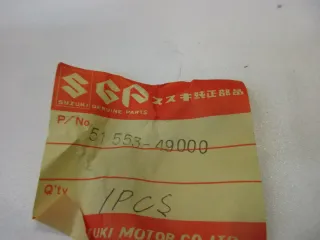 SGP スズキ純正部品
SUZUKI GENUINE PARTS
P/No.
51553-49000
Q'ty 1PCS
SUZUKI MOTOR CO.,LTD.